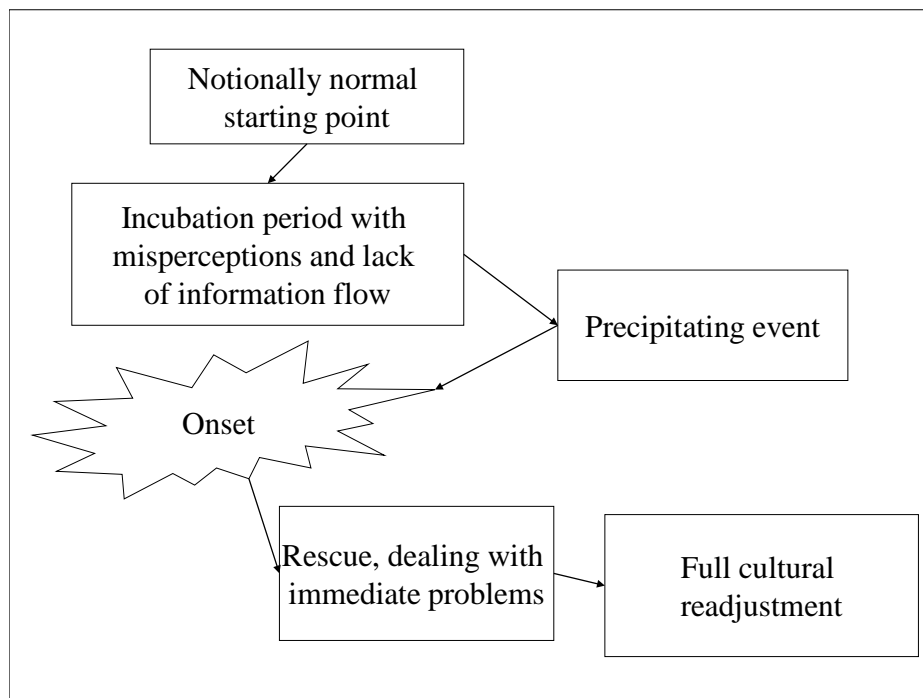 Notionally normal
starting point
Incubation period with
misperceptions and lack
of information flow
Precipitating event
Onset
Rescue, dealing with
immediate problems
Full cultural
readjustment